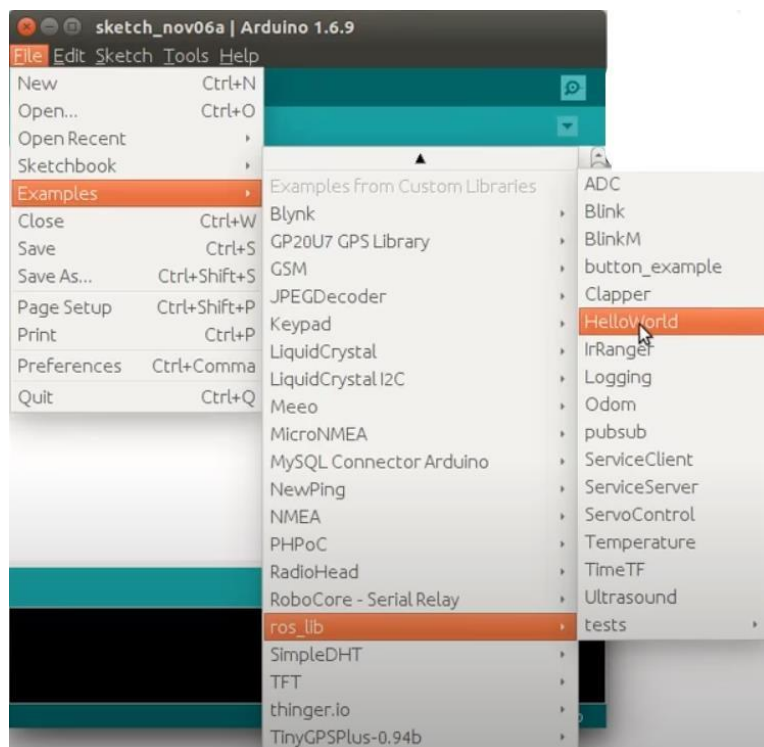 sketch_nov06a | Arduino 1.6.9
File Edit Sketch Tools Help
New Ctrl+N
Open... Ctrl+O
Open Recent
Sketchbook
Examples
Close Ctrl+W
Save Ctrl+S
Save As... Ctrl+Shift+S
Page Setup Ctrl+Shift+P
Print Ctrl+P
Preferences Ctrl+Comma
Quit Ctrl+Q
Examples from Custom Libraries
Blynk
GP20U7 GPS Library
GSM
JPEGDecoder
Keypad
LiquidCrystal
LiquidCrystal I2C
Meeo
MicroNMEA
MySQL Connector Arduino
NewPing
NMEA
PHPoC
RadioHead
RoboCore - Serial Relay
ros_lib
SimpleDHT
TFT
thinger.io
TinyGPSPlus-0.94b
ADC
Blink
BlinkM
button_example
Clapper
HelloWorld
IrRanger
Logging
Odom
pubsub
ServiceClient
ServiceServer
ServoControl
Temperature
TimeTF
Ultrasound
tests